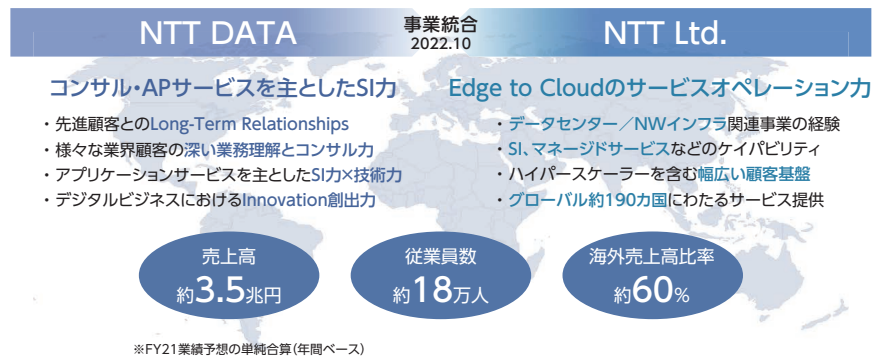 NTT DATA
事業統合
2022.10
NTT Ltd.
コンサル・APサービスを主としたSI力
・先進顧客とのLong-Term Relationships
・様々な業界顧客の深い業務理解とコンサル力
・アプリケーションサービスを主としたSI力×技術力
・デジタルビジネスにおけるInnovation創出力
Edge to Cloudのサービスオペレーション力
・データセンター／NWインフラ関連事業の経験
・SI、マネージドサービスなどのケイパビリティ
・ハイパースケーラーを含む幅広い顧客基盤
・グローバル約190カ国にわたるサービス提供
売上高
約3.5兆円
従業員数
約18万人
海外売上高比率
約60%
※FY21業績予想の単純合算(年間ベース)